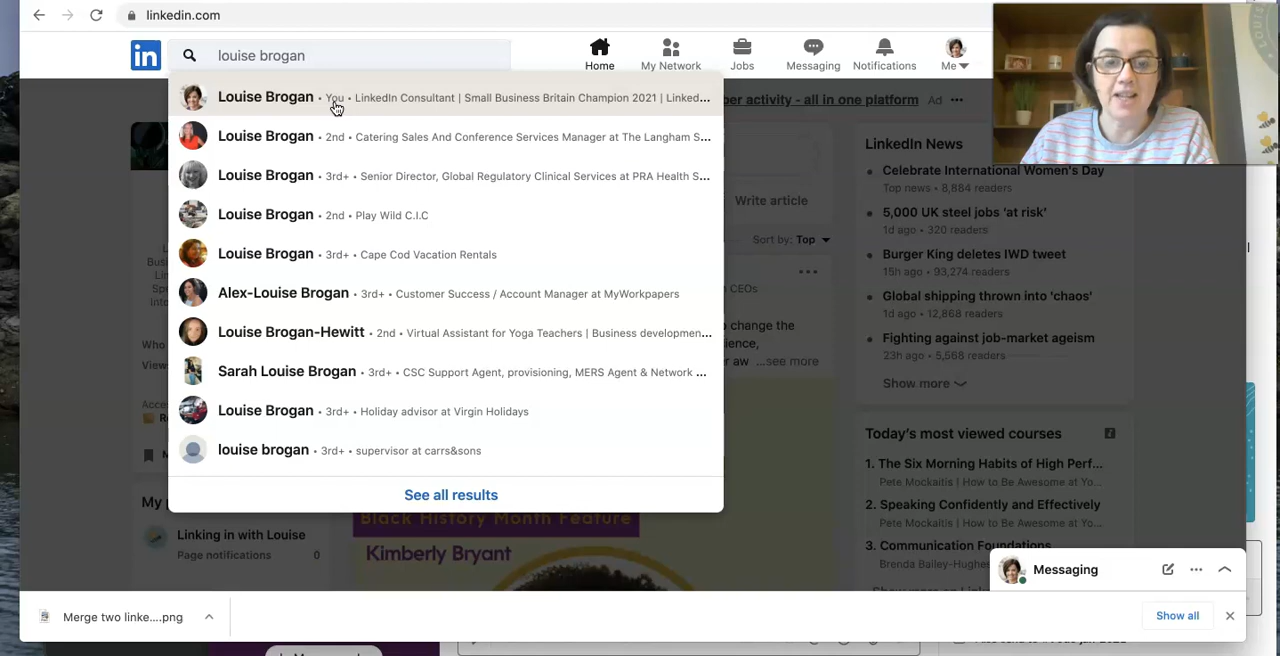 linkedin.com
in
louise brogan
Home
My Network
Jobs
Messaging
Notifications
Me
Louise Brogan • You • LinkedIn Consultant | Small Business Britain Champion 2021 | Linked...
Louise Brogan • 2nd • Catering Sales And Conference Services Manager at The Langham S...
Louise Brogan • 3rd+ • Senior Director, Global Regulatory Clinical Services at PRA Health S...
Louise Brogan • 2nd • Play Wild C.I.C
Louise Brogan • 3rd+ • Cape Cod Vacation Rentals
Alex-Louise Brogan • 3rd+ • Customer Success / Account Manager at MyWorkpapers
Louise Brogan-Hewitt • 2nd • Virtual Assistant for Yoga Teachers | Business developmen...
Sarah Louise Brogan • 3rd+ • CSC Support Agent, provisioning, MERS Agent & Network ...
Louise Brogan • 3rd+ • Holiday advisor at Virgin Holidays
louise brogan • 3rd+ • supervisor at carrs&sons
See all results
activity - all in one platform Ad •••
Write article
Sort by: Top
CEOs
change the
...see more
Black History Month Feature
Kimberly Bryant
LinkedIn News
Celebrate International Women's Day
Top news • 8,884 readers
5,000 UK steel jobs 'at risk'
1d ago • 320 readers
Burger King deletes IWD tweet
15h ago • 93,274 readers
Global shipping thrown into 'chaos'
1d ago • 12,868 readers
Fighting against job-market ageism
23h ago • 5,568 readers
Show more
Today's most viewed courses
1. The Six Morning Habits of High Perf...
Pete Mockaitis | How to Be Awesome at Yo...
2. Speaking Confidently and Effectively
Pete Mockaitis | How to Be Awesome at Yo...
3. Communication Foundations
Who
View
My
Linking in with Louise
Page notifications 0
Messaging
Merge two linke....png
Show all